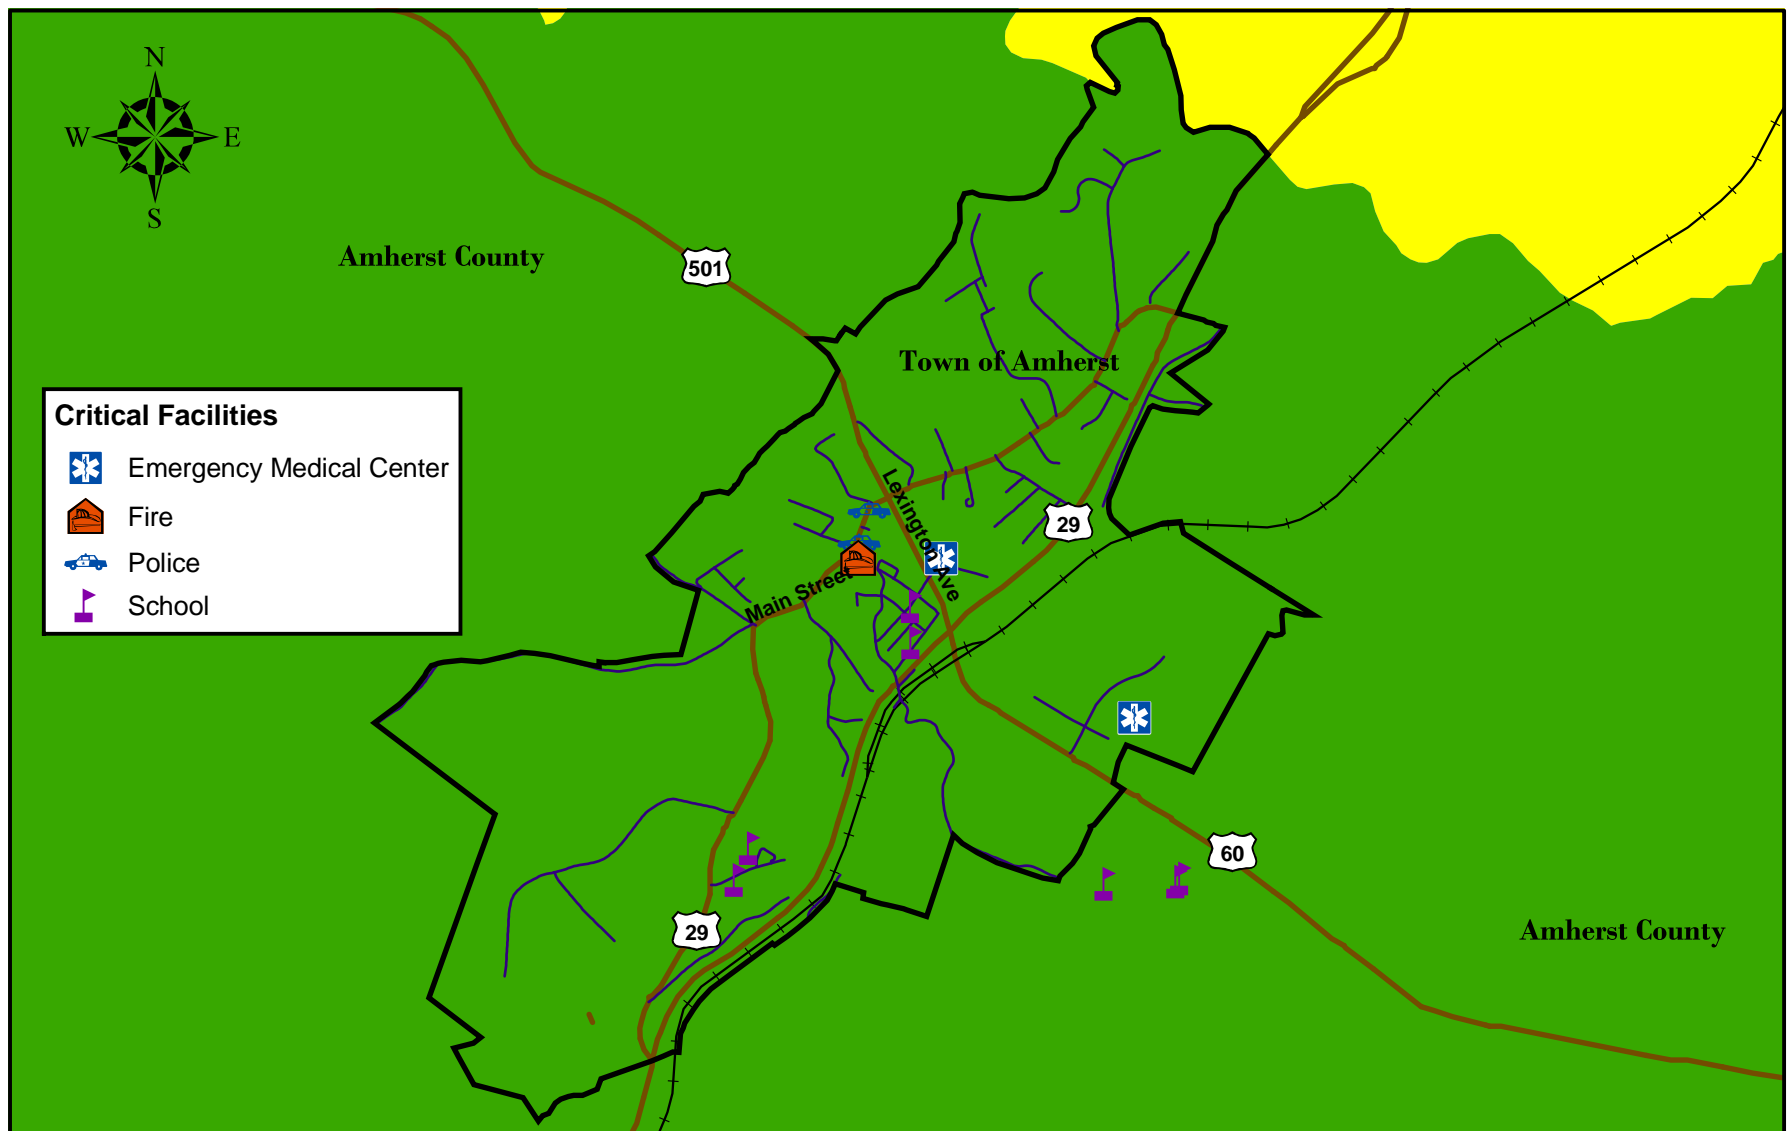 N
W E
S
Amherst County
501
Town of Amherst
Critical Facilities
Emergency Medical Center
Fire
Police
School
Lexington Ave
29
Main Street
60
29
Amherst County